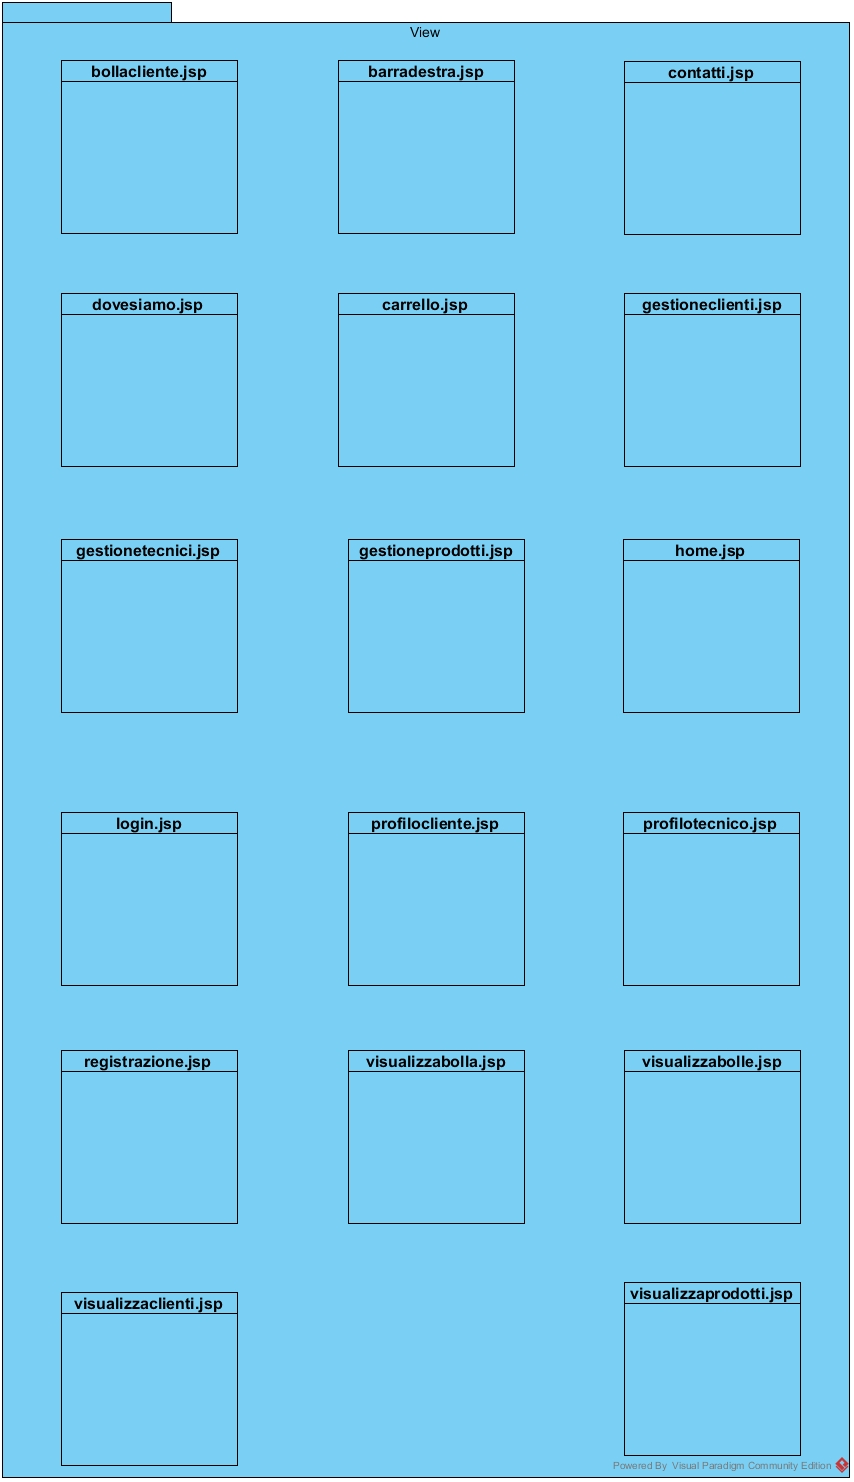 View
bollacliente.jsp
barradestra.jsp
contatti.jsp
dovesiamo.jsp
carrello.jsp
gestioneclienti.jsp
gestionetecnici.jsp
gestioneprodotti.jsp
home.jsp
login.jsp
profilocliente.jsp
profilotecnico.jsp
registrazione.jsp
visualizzabolla.jsp
visualizzabolle.jsp
visualizzaclienti.jsp
visualizzaprodotti.jsp
Powered By Visual Paradigm Community Edition